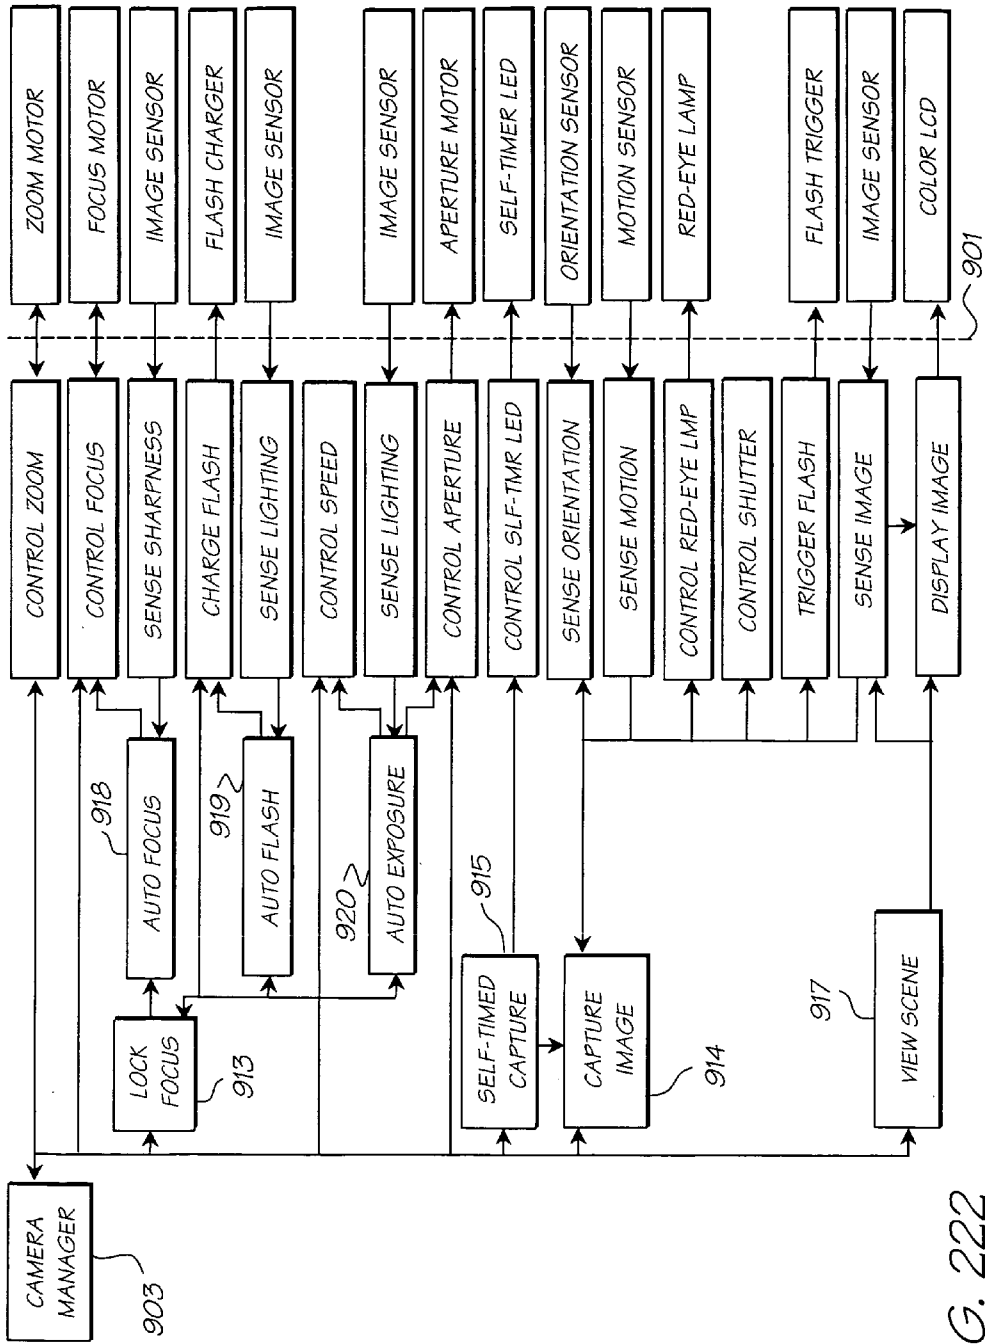 CAMERA
MANAGER
903
LOCK
FOCUS
913
SELF-TIMED
CAPTURE
915
CAPTURE
IMAGE
914
VIEW SCENE
917
AUTO FOCUS
918
AUTO FLASH
919
AUTO EXPOSURE
920
CONTROL ZOOM
CONTROL FOCUS
SENSE SHARPNESS
CHARGE FLASH
SENSE LIGHTING
CONTROL SPEED
SENSE LIGHTING
CONTROL APERTURE
CONTROL SLF-TMR LED
SENSE ORIENTATION
SENSE MOTION
CONTROL RED-EYE LMP
CONTROL SHUTTER
TRIGGER FLASH
SENSE IMAGE
DISPLAY IMAGE
ZOOM MOTOR
FOCUS MOTOR
IMAGE SENSOR
FLASH CHARGER
IMAGE SENSOR
IMAGE SENSOR
APERTURE MOTOR
SELF-TIMER LED
ORIENTATION SENSOR
MOTION SENSOR
RED-EYE LAMP
FLASH TRIGGER
IMAGE SENSOR
COLOR LCD
901
G. 222